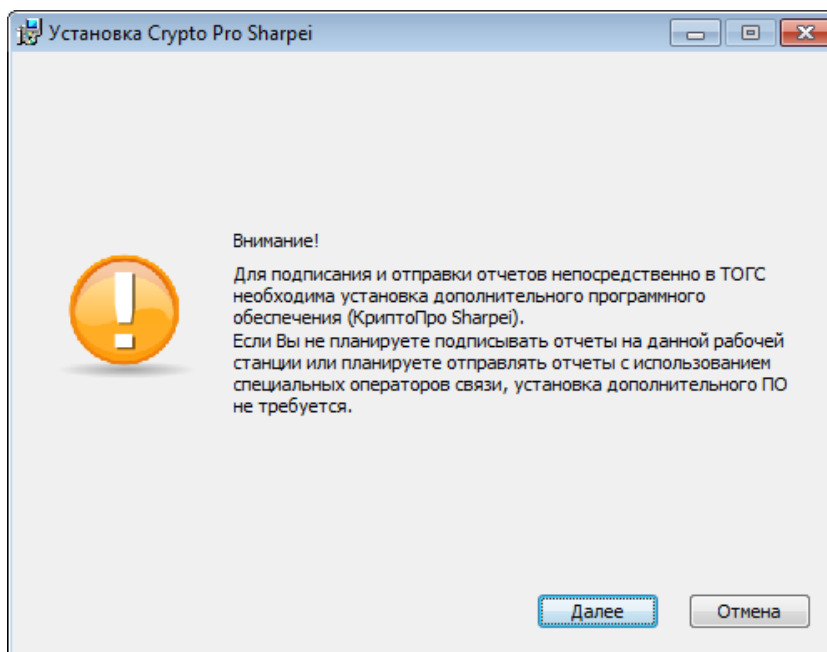 Установка Crypto Pro Sharpei
Внимание!
Для подписания и отправки отчетов непосредственно в ТОГС
необходима установка дополнительного программного
обеспечения (КриптоПро Sharpei).
Если Вы не планируете подписывать отчеты на данной рабочей
станции или планируете отправлять отчеты с использованием
специальных операторов связи, установка дополнительного ПО
не требуется.
Далее
Отмена